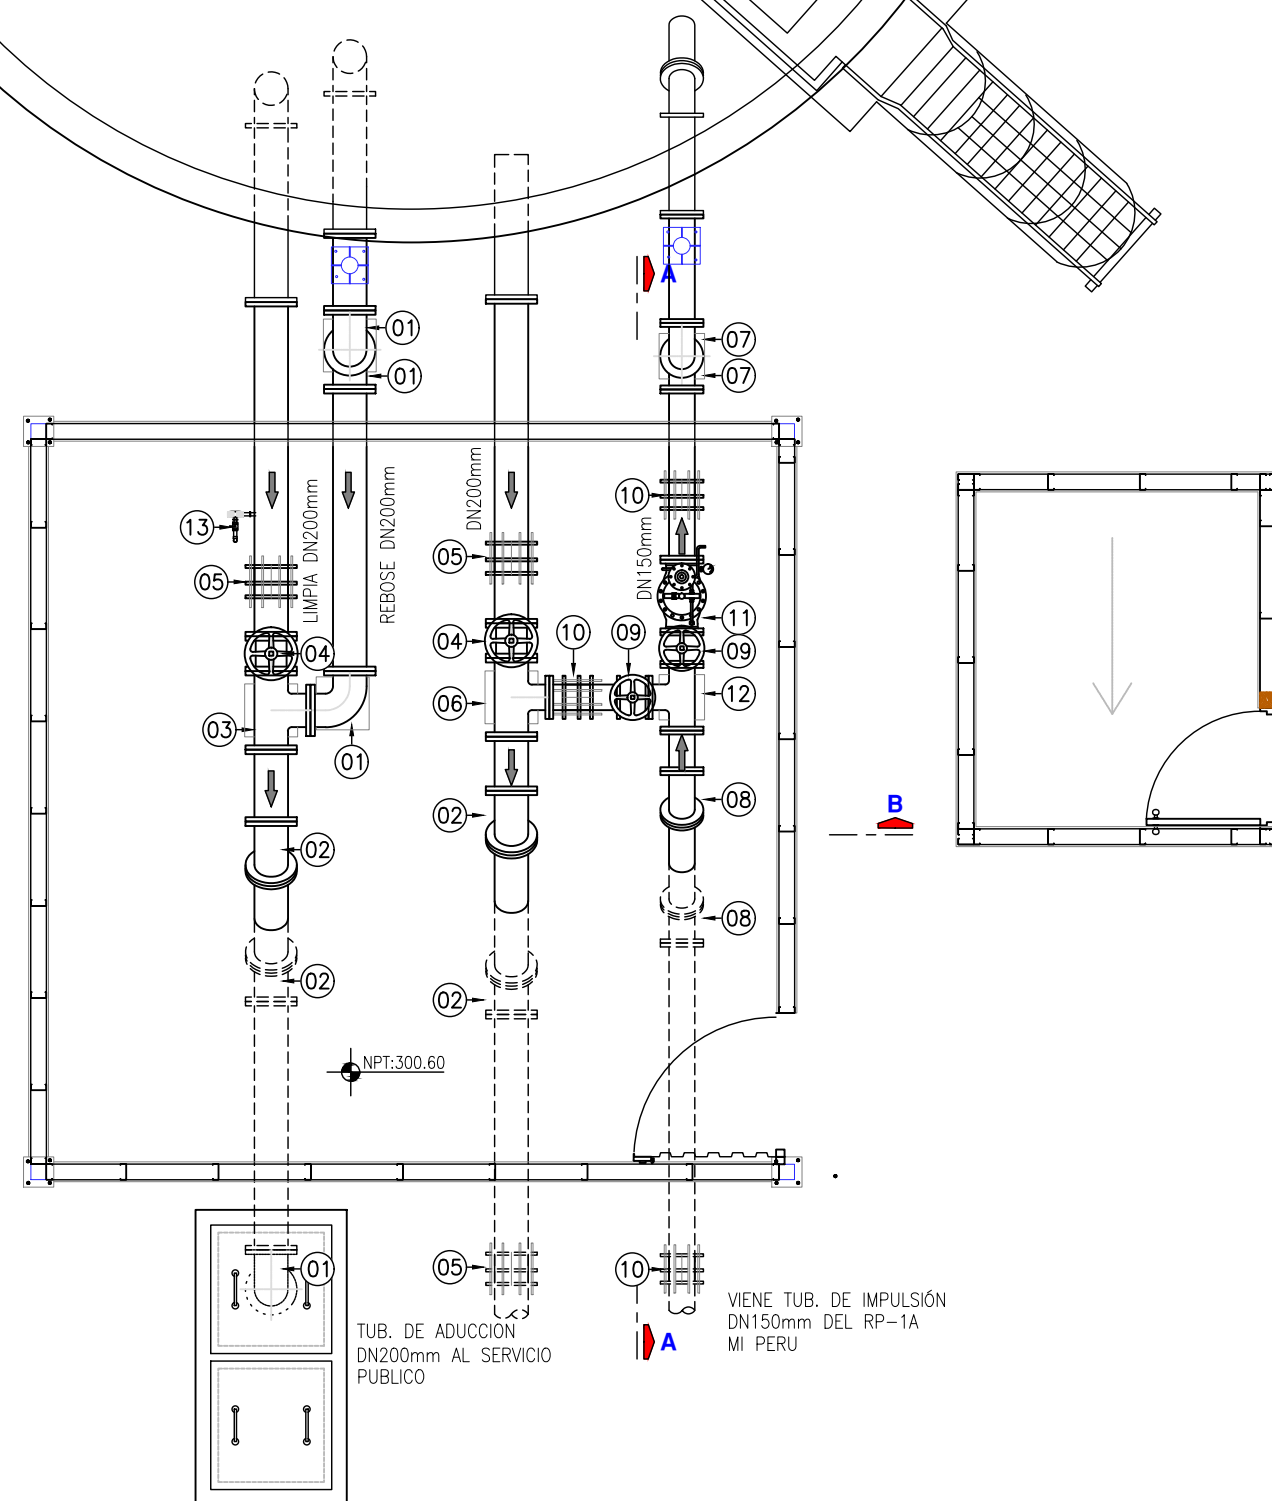 01
A
01
07
07
DN200mm
10
LIMPIA DN200mm
REBOSE DN200mm
13
05
05
DN150mm
11
04
04
10
09
09
06
12
03
01
02
08
B
02
08
02
02
NPT:300.60
01
05
10
VIENE TUB. DE IMPULSIÓN
DN150mm DEL RP-1A
MI PERU
TUB. DE ADUCCION
DN200mm AL SERVICIO
PUBLICO
A